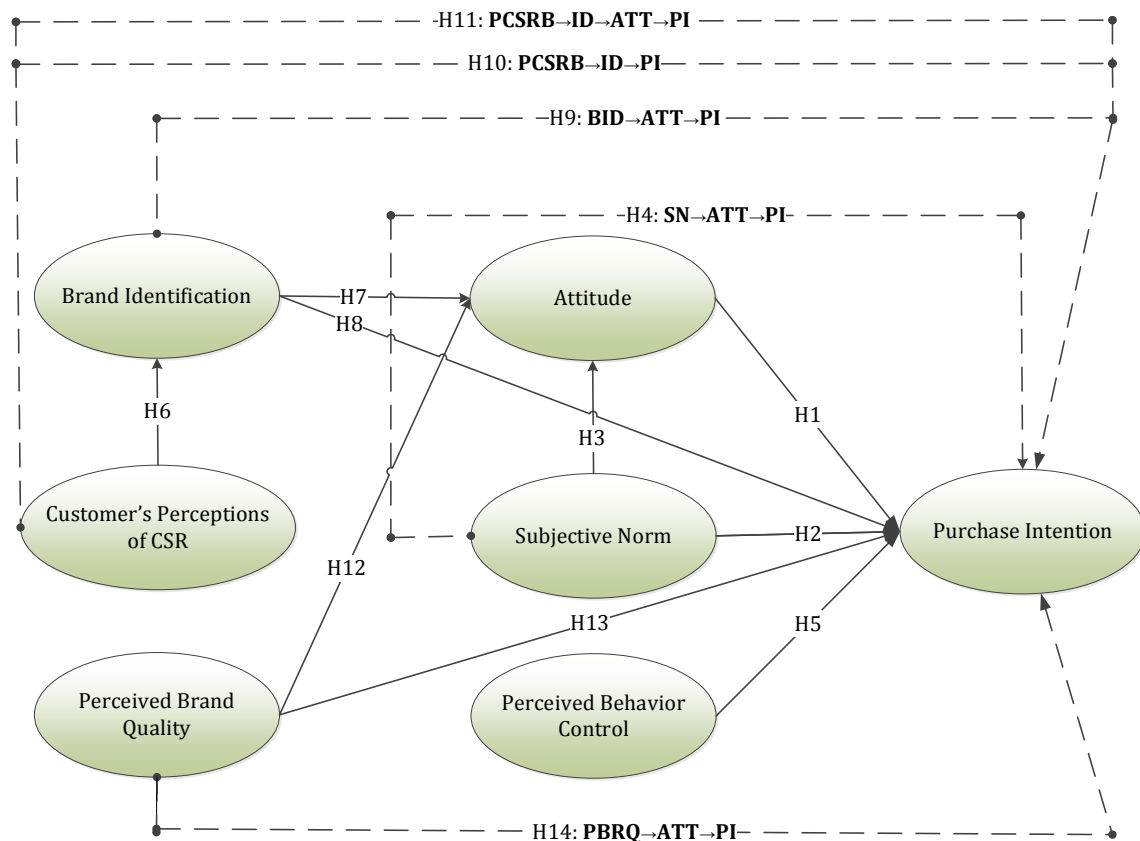 H11: PCSRB→ID→ATT→PI
H10: PCSRB→ID→PI
H9: BID→ATT→PI
H4: SN→ATT→PI
Brand Identification
H7
H8
Attitude
H6
H3
H1
Customer’s Perceptions
of CSR
Subjective Norm
H2
Purchase Intention
H12
H13
H5
Perceived Brand
Quality
Perceived Behavior
Control
H14: PBRQ→ATT→PI